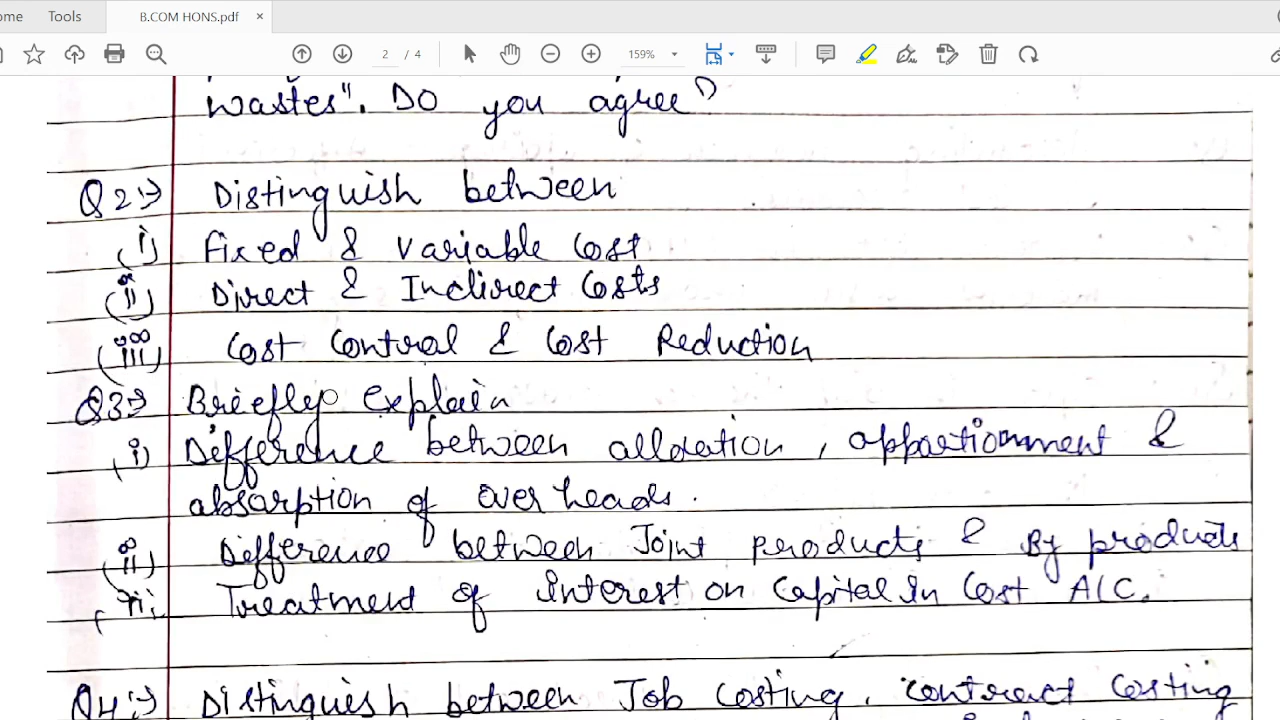 ome Tools B.COM HONS.pdf ×
2 / 4 159%
wastes". Do you agree?
Q2:→ Distinguish between
(i) Fixed & Variable Cost
(ii) Direct & Indirect Costs
(iii) Cost Control & Cost Reduction
Q3:→ Briefly explain
(i) Difference between allocation, apportionment &
absorption of overheads.
(ii) Difference between Joint products & By products
(iii Treatment of interest on Capital In Cost A/C.
Q4:→ Distinguish between Job Costing, contract Costing